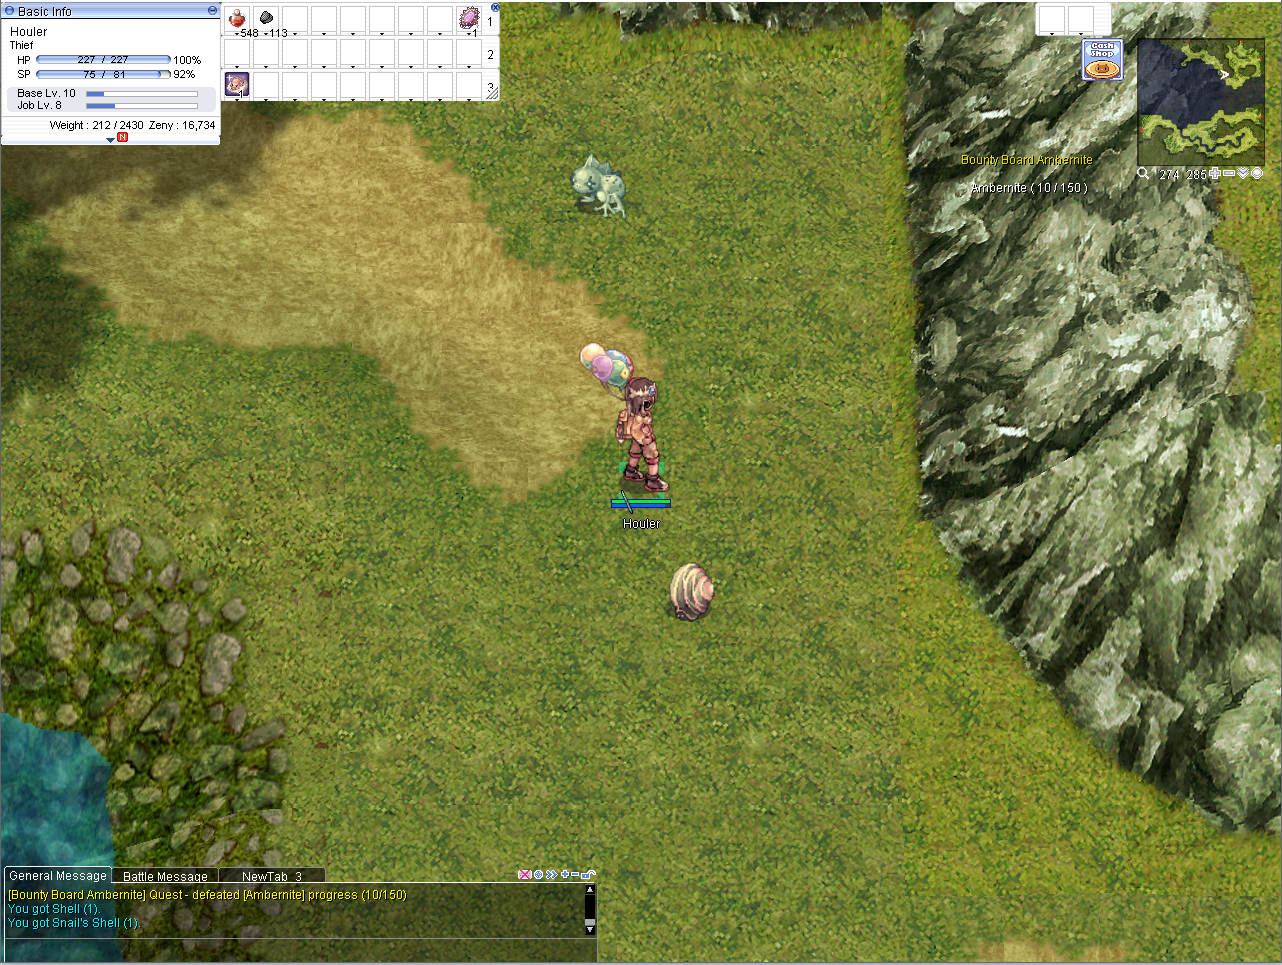 Basic Info
Houler
Thief
HP 227 / 227 100%
SP 75 / 81 92%
Base Lv. 10
Job Lv. 8
Weight : 212 / 2430 Zeny : 16,734
N
548 113 1 1
2
1 3
Cash Shop
Bounty Board Ambernite
274 286
Ambernite ( 10 / 150 )
Houler
General Message Battle Message NewTab_3
[Bounty Board Ambernite] Quest - defeated [Ambernite] progress (10/150)
You got Shell (1).
You got Snail's Shell (1).